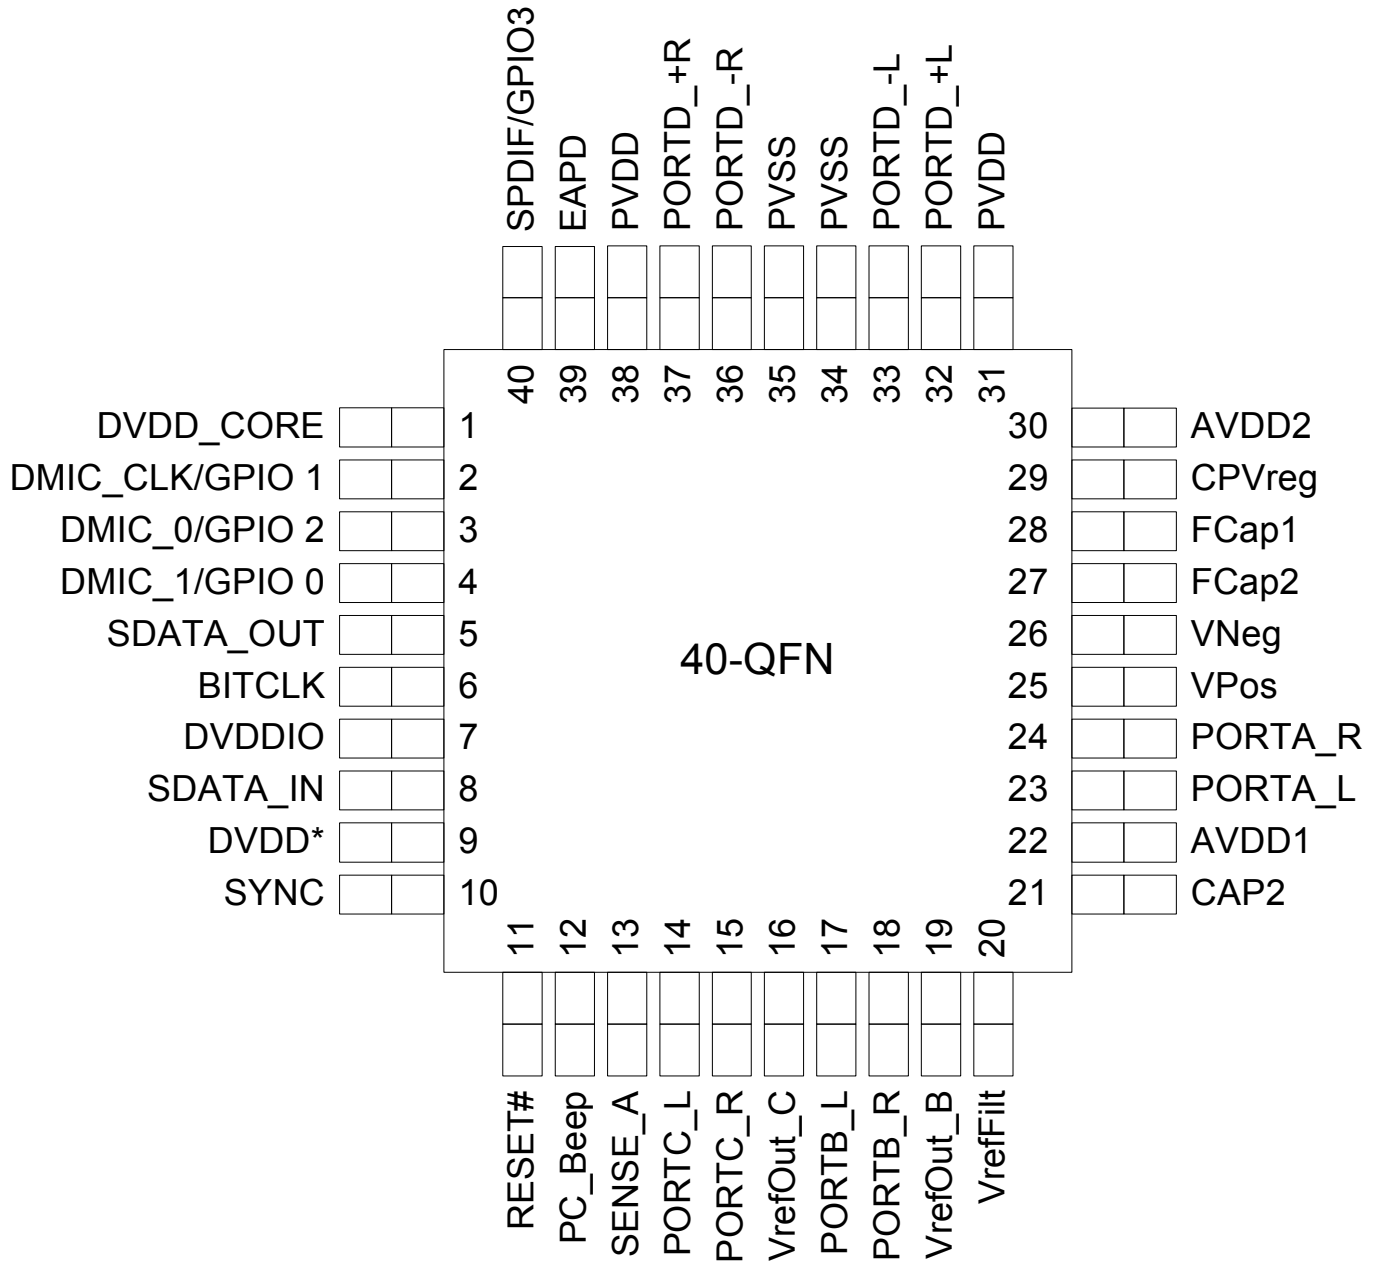 SPDIF/GPIO3
EAPD
PVDD
PORTD_+R
PORTD_-R
PVSS
PVSS
PORTD_-L
PORTD_+L
PVDD
40
39
38
37
36
35
34
33
32
31
DVDD_CORE 1
DMIC_CLK/GPIO 1 2
DMIC_0/GPIO 2 3
DMIC_1/GPIO 0 4
SDATA_OUT 5
BITCLK 6
DVDDIO 7
SDATA_IN 8
DVDD* 9
SYNC 10
40-QFN
30 AVDD2
29 CPVreg
28 FCap1
27 FCap2
26 VNeg
25 VPos
24 PORTA_R
23 PORTA_L
22 AVDD1
21 CAP2
11
12
13
14
15
16
17
18
19
20
RESET#
PC_Beep
SENSE_A
PORTC_L
PORTC_R
VrefOut_C
PORTB_L
PORTB_R
VrefOut_B
VrefFilt